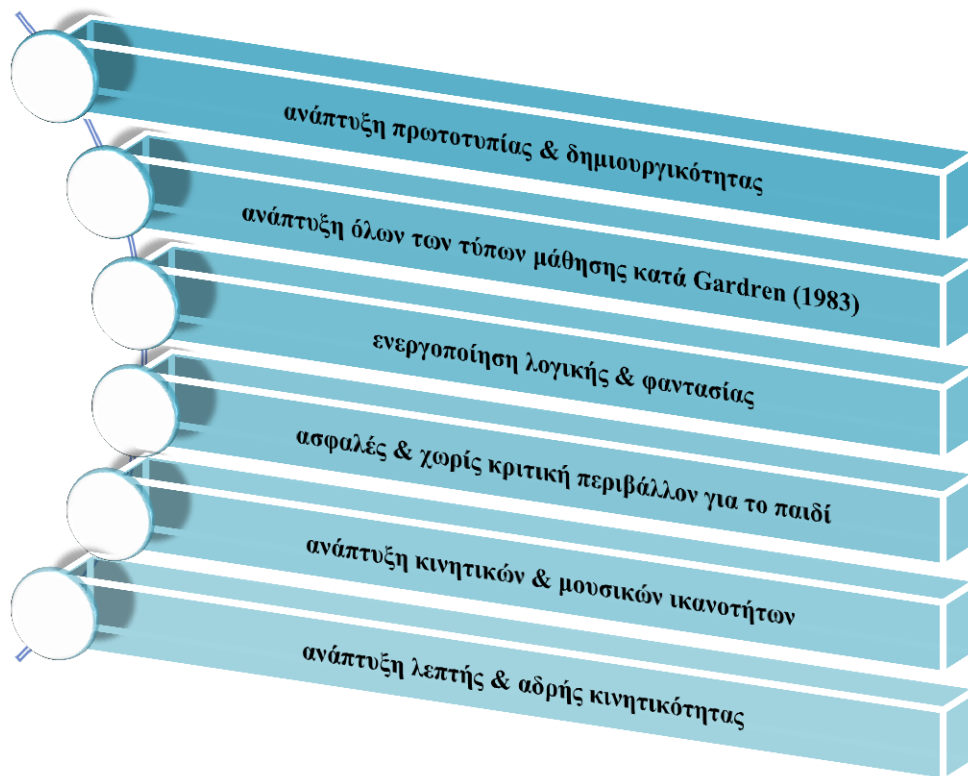 ανάπτυξη πρωτοτυπίας & δημιουργικότητας
ανάπτυξη όλων των τύπων μάθησης κατά Gardren (1983)
ενεργοποίηση λογικής & φαντασίας
ασφαλές & χωρίς κριτική περιβάλλον για το παιδί
ανάπτυξη κινητικών & μουσικών ικανοτήτων
ανάπτυξη λεπτής & αδρής κινητικότητας